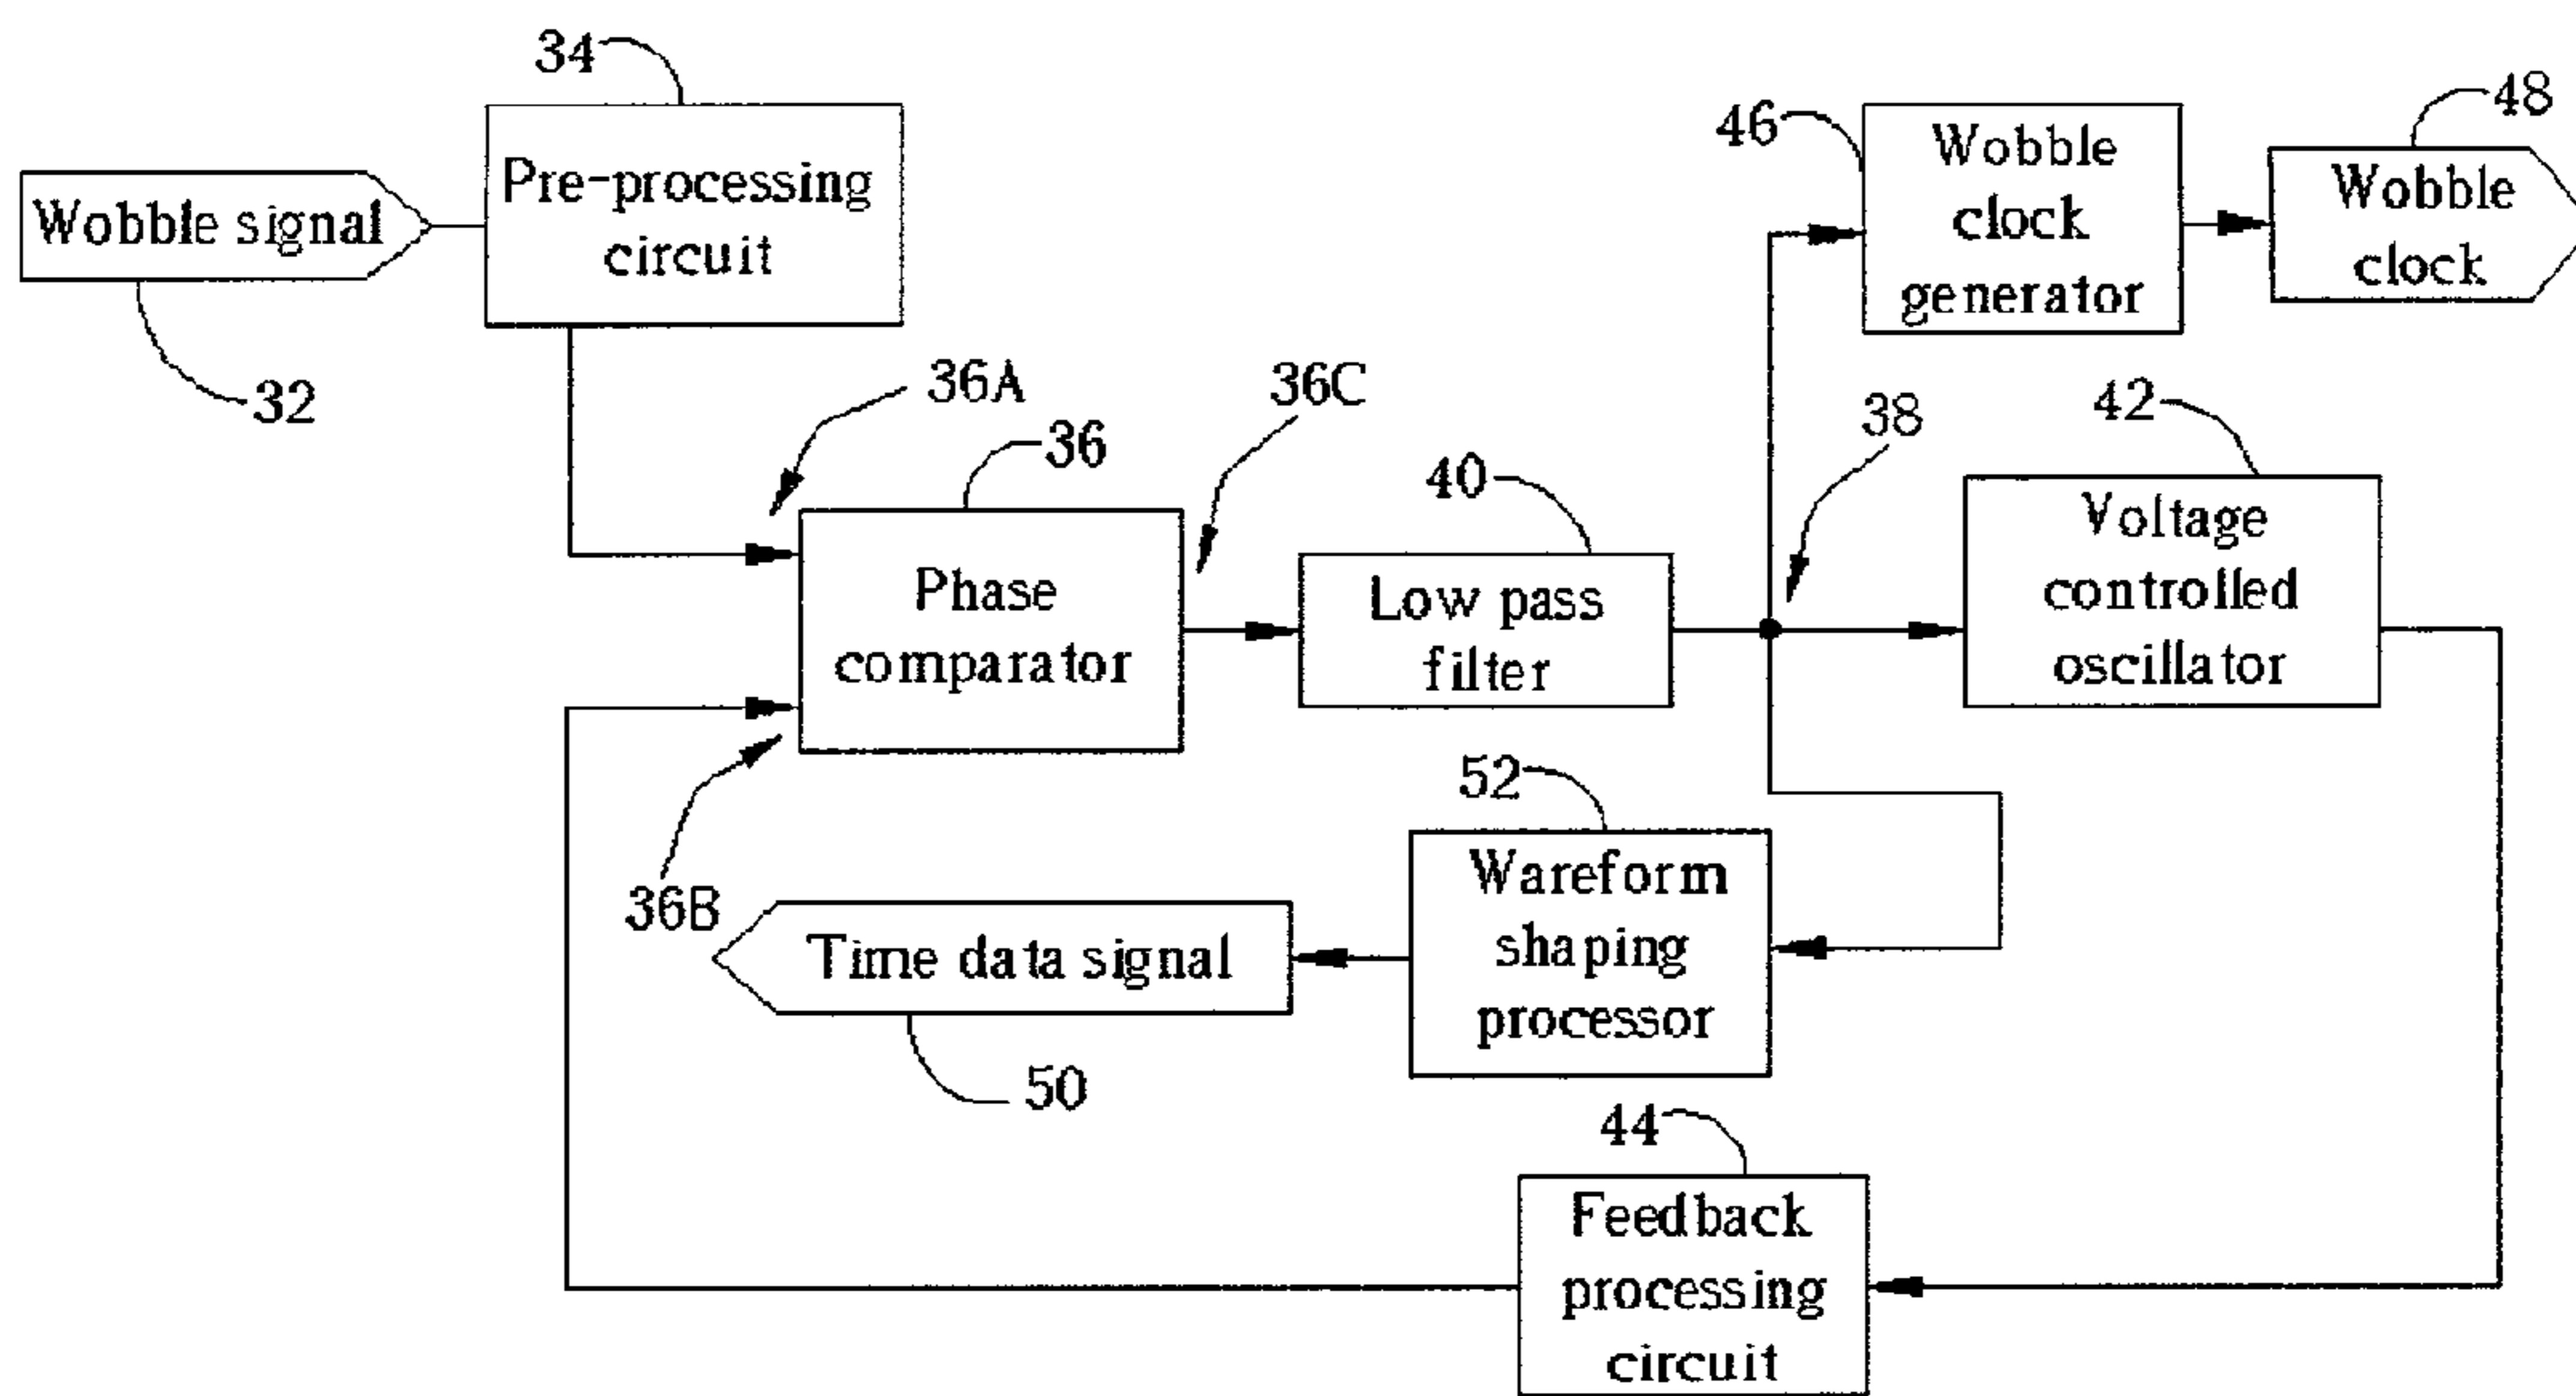 34
Wobble signal
32
Pre-processing
circuit
46
Wobble
clock
generator
48
Wobble
clock
36A
36
36C
40
38
42
Phase
comparator
Low pass
filter
Voltage
controlled
oscillator
36B
52
Wareform
shaping
processor
Time data signal
50
44
Feedback
processing
circuit